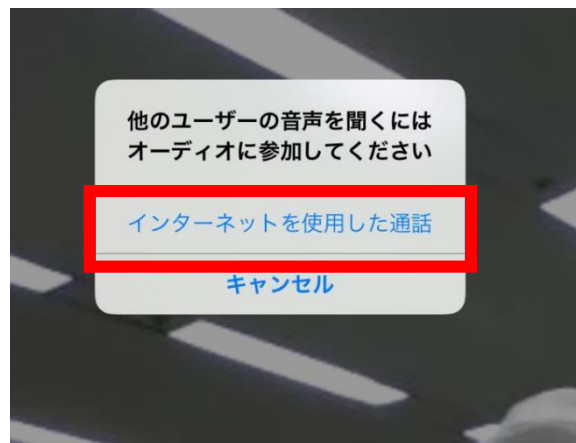 他のユーザーの音声を聞くには
オーディオに参加してください
インターネットを使用した通話
キャンセル